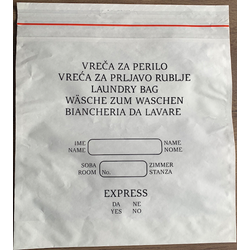 VREĆA ZA PERILO
VREĆA ZA PRLJAVO RUBLJE
LAUNDRY BAG
WÄSCHE ZUM WASCHEN
BIANCHERIA DA LAVARE
IME NAME
NAME NOME
SOBA ZIMMER
ROOM No. STANZA
EXPRESS
DA NE
YES NO